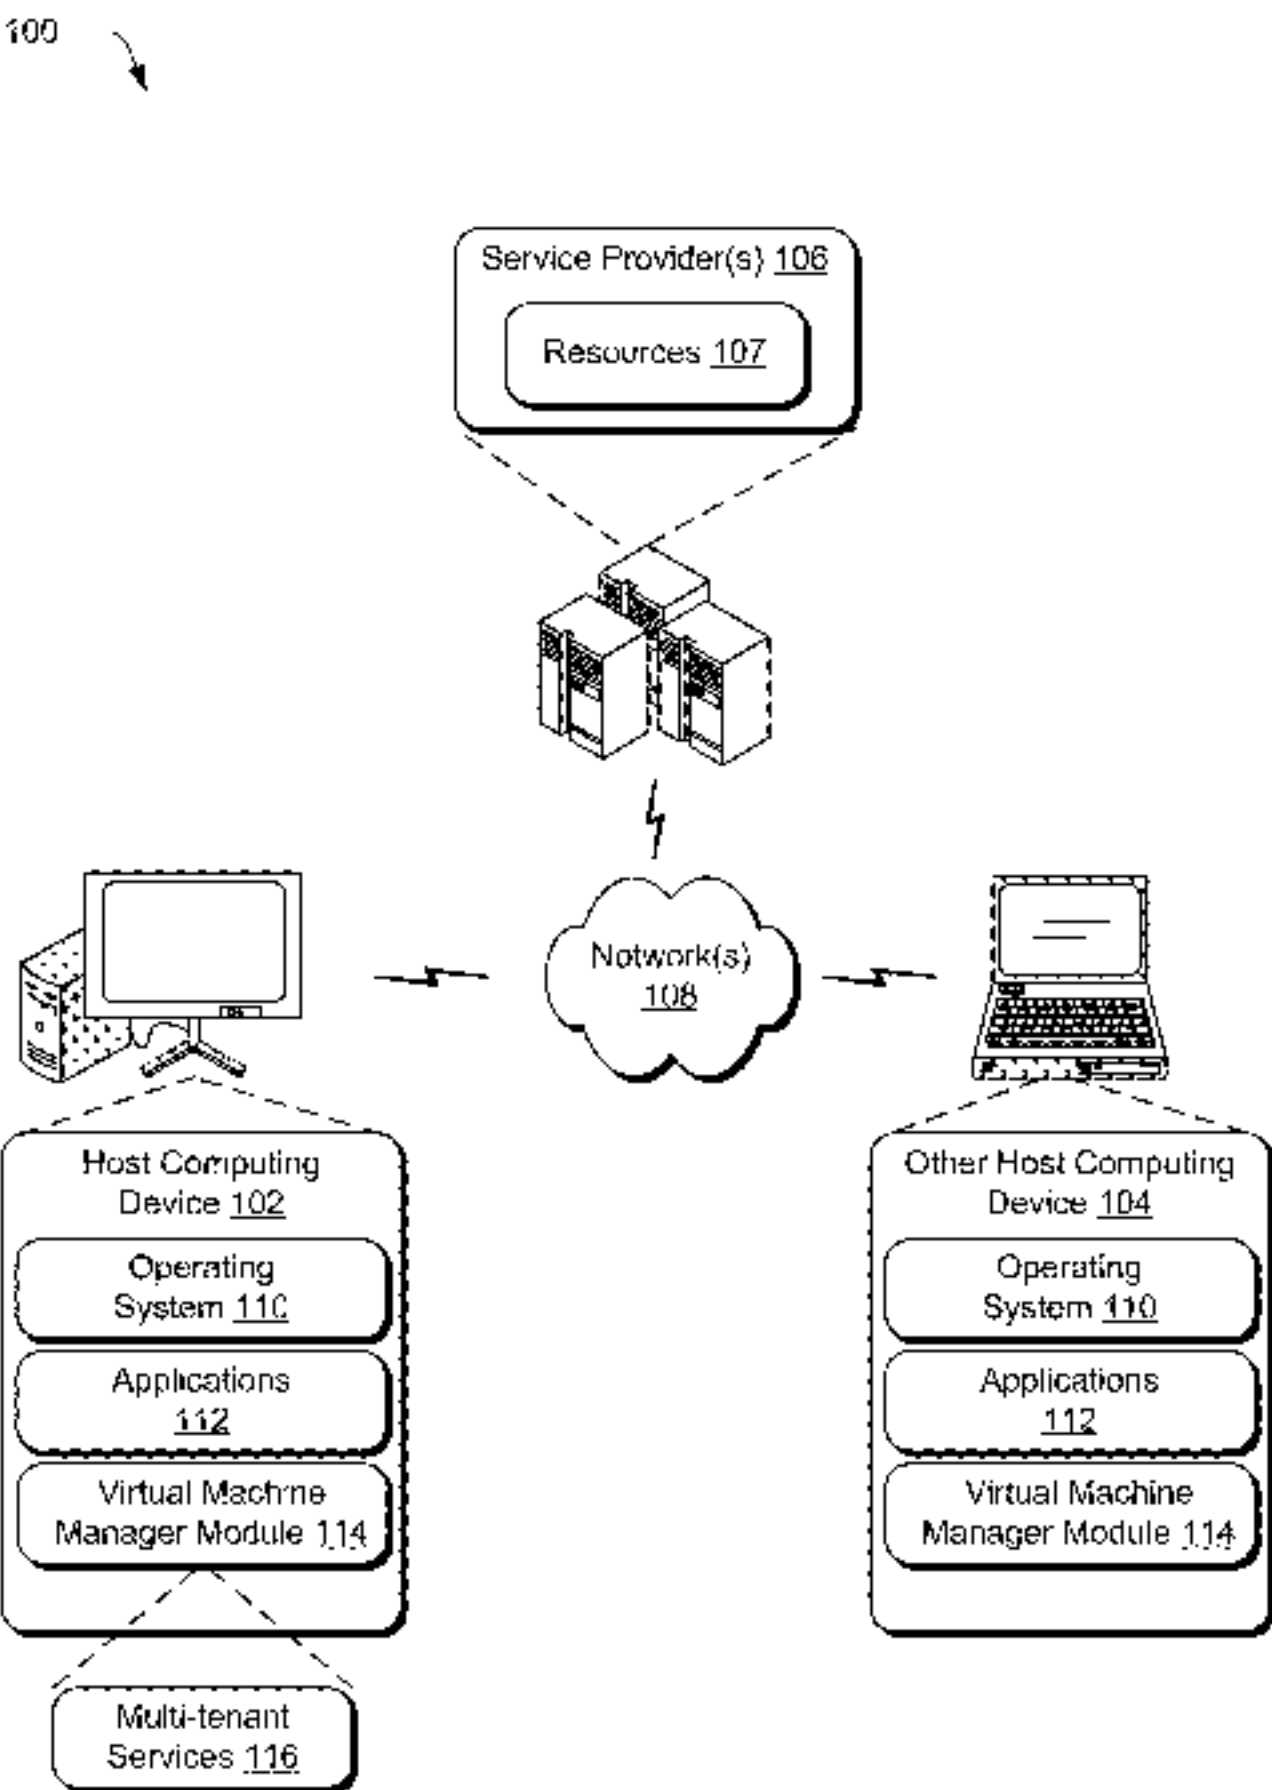 100
Service Provider(s) 106
Resources 107
Network(s)
108
Host Computing
Device 102
Operating
System 110
Applications
112
Virtual Machine
Manager Module 114
Multi-tenant
Services 116
Other Host Computing
Device 104
Operating
System 110
Applications
112
Virtual Machine
Manager Module 114